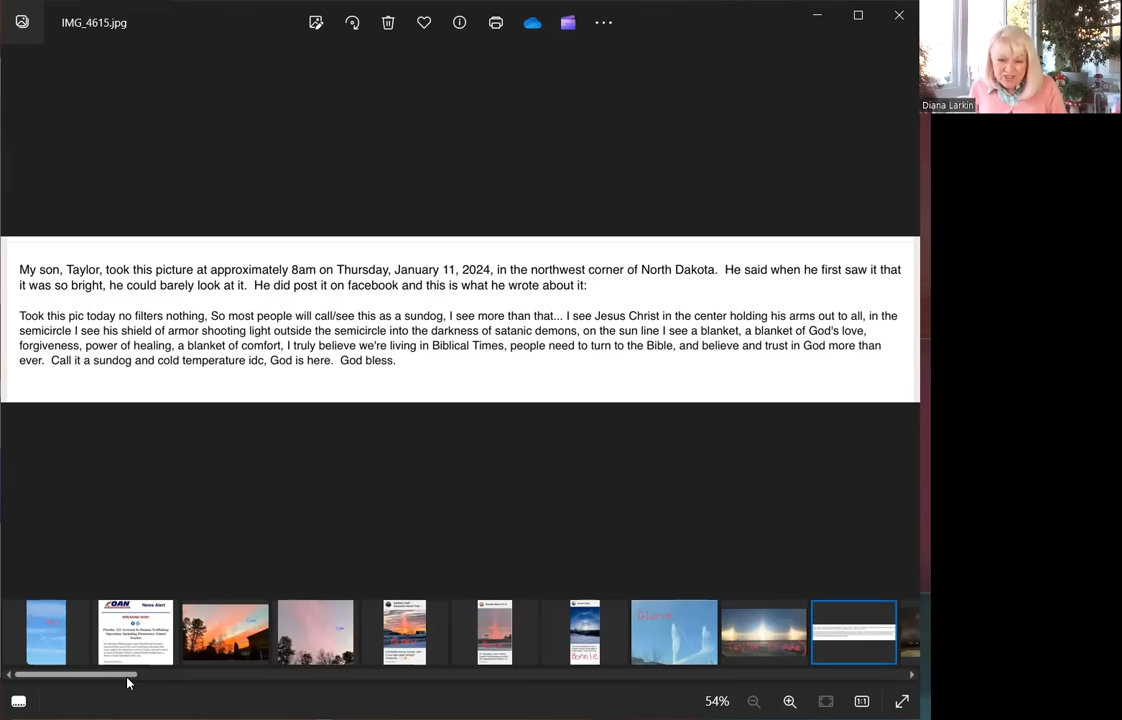 IMG_4615.jpg
Diana Larkin
My son, Taylor, took this picture at approximately 8am on Thursday, January 11, 2024, in the northwest corner of North Dakota.  He said when he first saw it that
it was so bright, he could barely look at it.  He did post it on facebook and this is what he wrote about it:
Took this pic today no filters nothing, So most people will call/see this as a sundog, I see more than that... I see Jesus Christ in the center holding his arms out to all, in the
semicircle I see his shield of armor shooting light outside the semicircle into the darkness of satanic demons, on the sun line I see a blanket, a blanket of God's love,
forgiveness, power of healing, a blanket of comfort, I truly believe we're living in Biblical Times, people need to turn to the Bible, and believe and trust in God more than
ever.  Call it a sundog and cold temperature idc, God is here.  God bless.
OAN News Alert
Gloria
Bonnie
54%
1:1